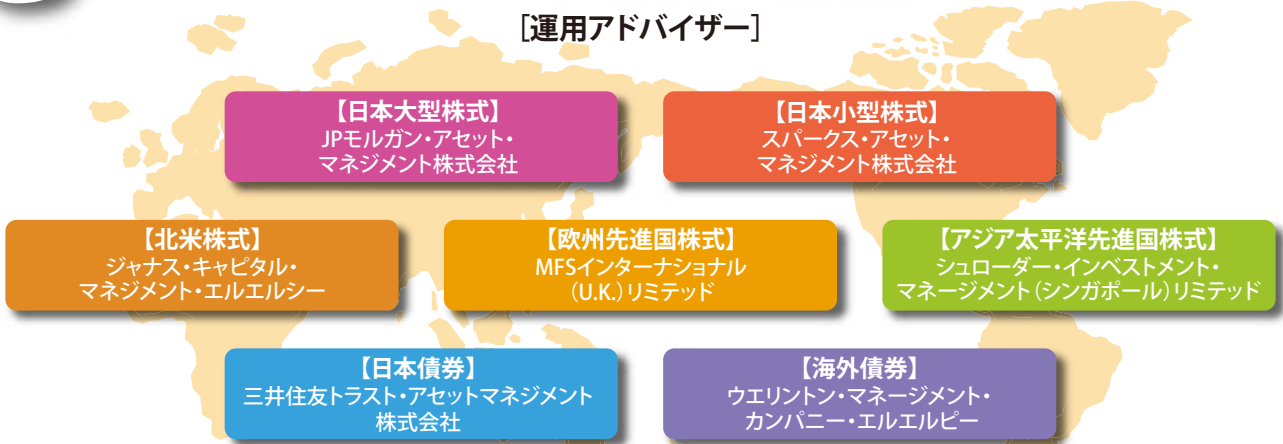 [運用アドバイザー]
【日本大型株式】
JPモルガン・アセット・
マネジメント株式会社
【日本小型株式】
スパークス・アセット・
マネジメント株式会社
【北米株式】
ジャナス・キャピタル・
マネジメント・エルエルシー
【欧州先進国株式】
MFSインターナショナル
(U.K.)リミテッド
【アジア太平洋先進国株式】
シュローダー・インベストメント・
マネージメント(シンガポール)リミテッド
【日本債券】
三井住友トラスト・アセットマネジメント
株式会社
【海外債券】
ウエリントン・マネージメント・
カンパニー・エルエルピー